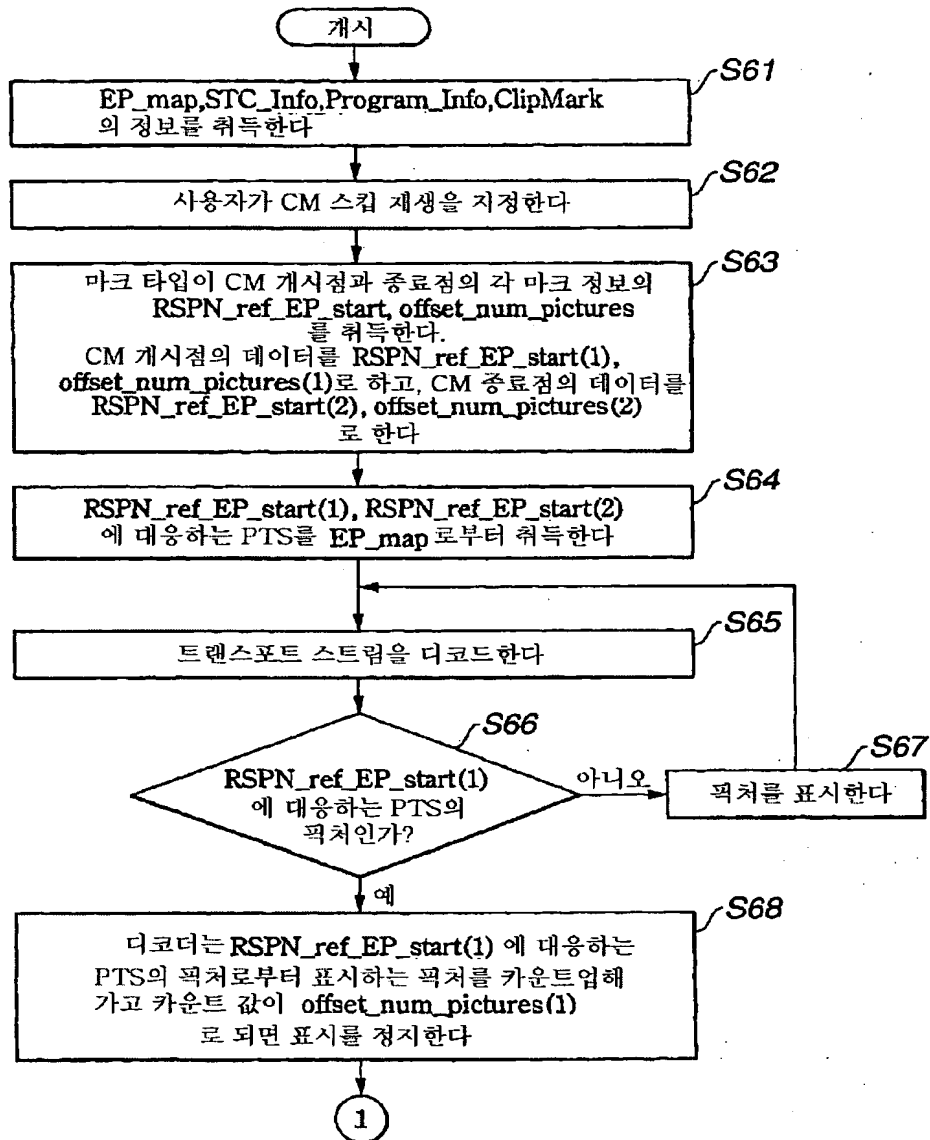 개시
S61
EP_map,STC_Info,Program_Info,ClipMark
의 정보를 취득한다
S62
사용자가 CM 스킵 재생을 지정한다
S63
마크 타입이 CM 개시점과 종료점의 각 마크 정보의
RSPN_ref_EP_start, offset_num_pictures
를 취득한다.
CM 개시점의 데이터를 RSPN_ref_EP_start(1),
offset_num_pictures(1)로 하고, CM 종료점의 데이터를
RSPN_ref_EP_start(2), offset_num_pictures(2)
로 한다
S64
RSPN_ref_EP_start(1), RSPN_ref_EP_start(2)
에 대응하는 PTS를 EP_map 로부터 취득한다
S65
트랜스포트 스트림을 디코드한다
S66
RSPN_ref_EP_start(1)
에 대응하는 PTS의
픽처인가?
아니오
S67
픽처를 표시한다
예
S68
디코더는 RSPN_ref_EP_start(1) 에 대응하는
PTS의 픽처로부터 표시하는 픽처를 카운트업해
가고 카운트 값이 offset_num_pictures(1)
로 되면 표시를 정지한다
1